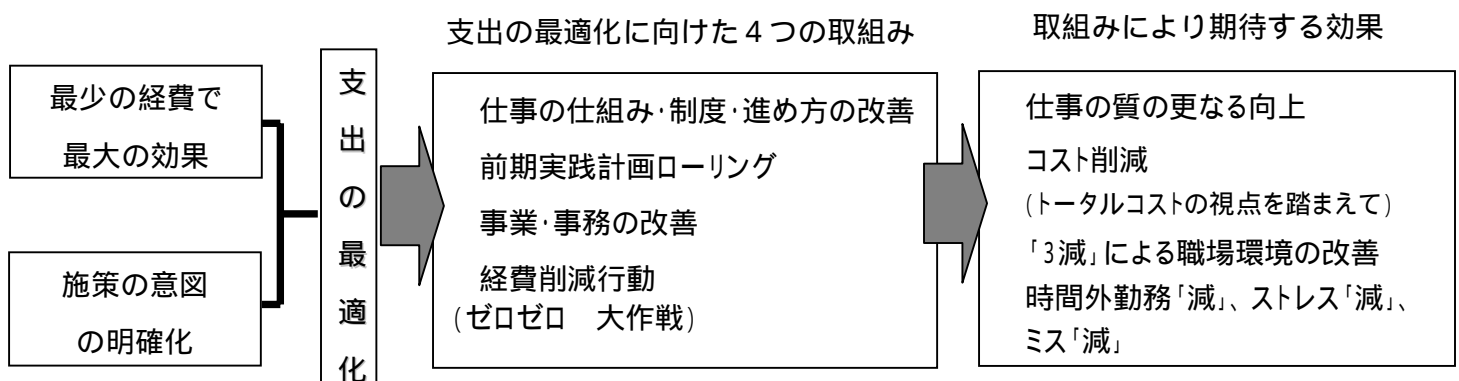 支出の最適化に向けた４つの取組み
取組みにより期待する効果
最少の経費で
最大の効果
施策の意図
の明確化
支出の最適化
仕事の仕組み･制度･進め方の改善
前期実践計画ローリング
事業･事務の改善
経費削減行動
(ゼロゼロ　大作戦)
仕事の質の更なる向上
コスト削減
(トータルコストの視点を踏まえて)
「3減」による職場環境の改善
時間外勤務「減」、ストレス「減」、
ミス「減」